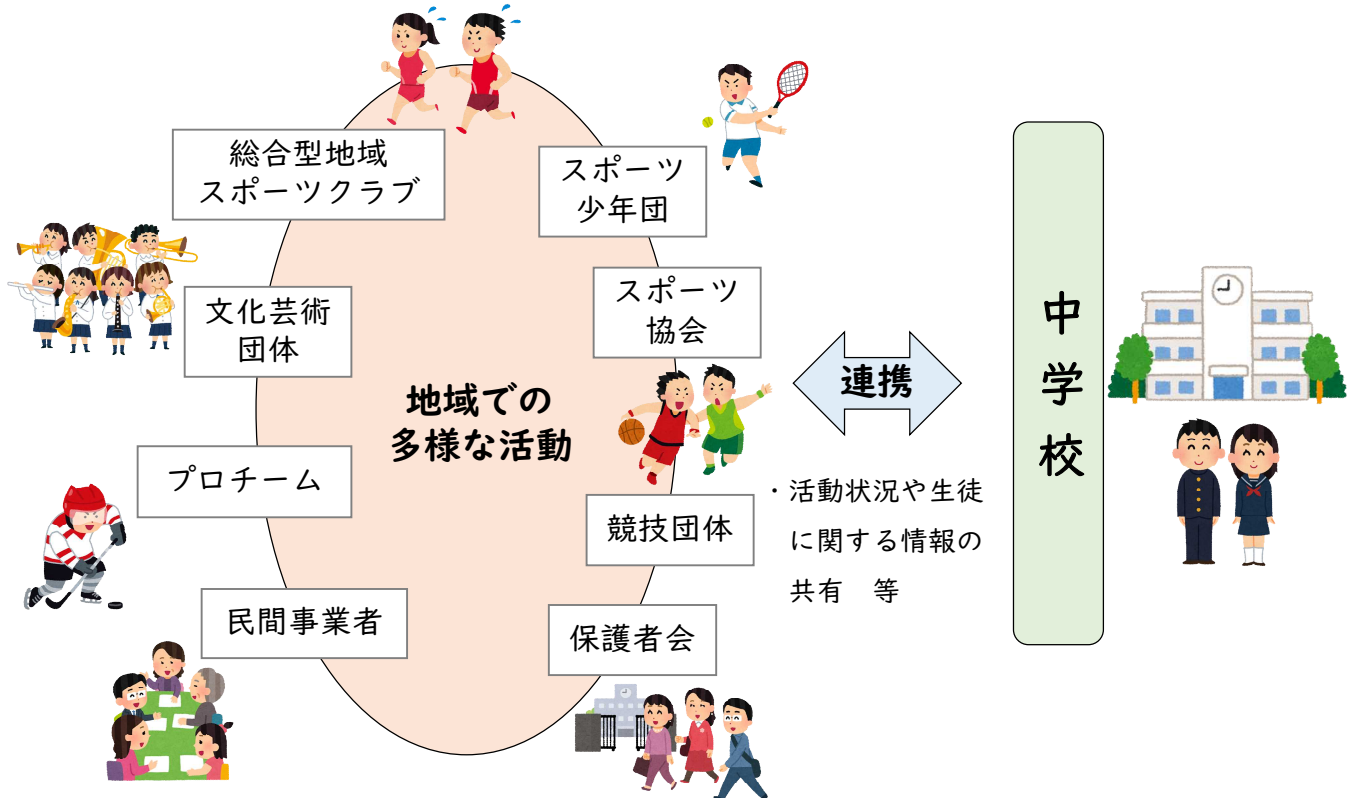 総合型地域
スポーツクラブ
スポーツ
少年団
文化芸術
団体
スポーツ
協会
地域での
多様な活動
プロチーム
競技団体
民間事業者
保護者会
連携
・活動状況や生徒
に関する情報の
共有　等
中学校